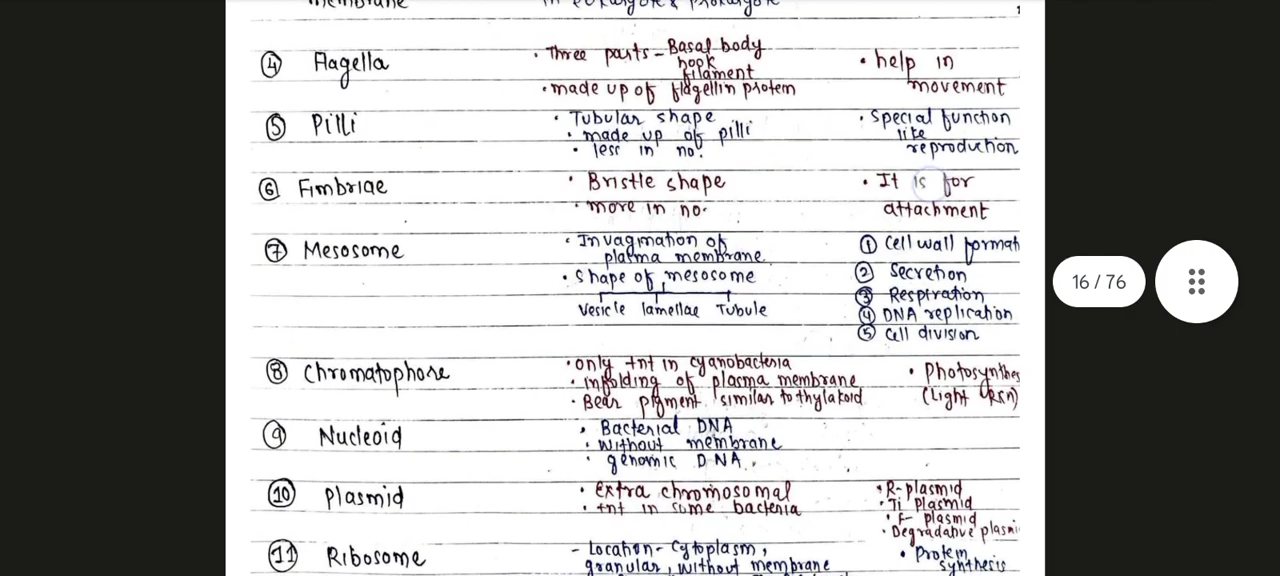 membrane in eukaryote & prokaryote
④ Flagella • Three parts - Basal body • help in
hook
filament movement
• made up of flagellin protein
⑤ Pilli • Tubular shape • Special function
• made up of pilli like
• less in no. reproduction
⑥ Fimbriae • Bristle shape • It is for
• more in no. attachment
⑦ Mesosome • Invagination of ① Cell wall format
plasma membrane
• Shape of mesosome ② Secretion
③ Respiration
Vesicle lamellae Tubule ④ DNA replication
⑤ Cell division
⑧ Chromatophore • only +nt in cyanobacteria • Photosynthes
• infolding of plasma membrane
• Bear pigment similar to thylakoid (Light rxn)
⑨ Nucleoid • Bacterial DNA
• without membrane
• genomic DNA
⑩ Plasmid • extra chromosomal • R-plasmid
• +nt in some bacteria • Ti plasmid
• F- plasmid
• Degradative plasmi
⑪ Ribosome - Location - Cytoplasm, • Protein
granular, without membrane synthesis
16 / 76